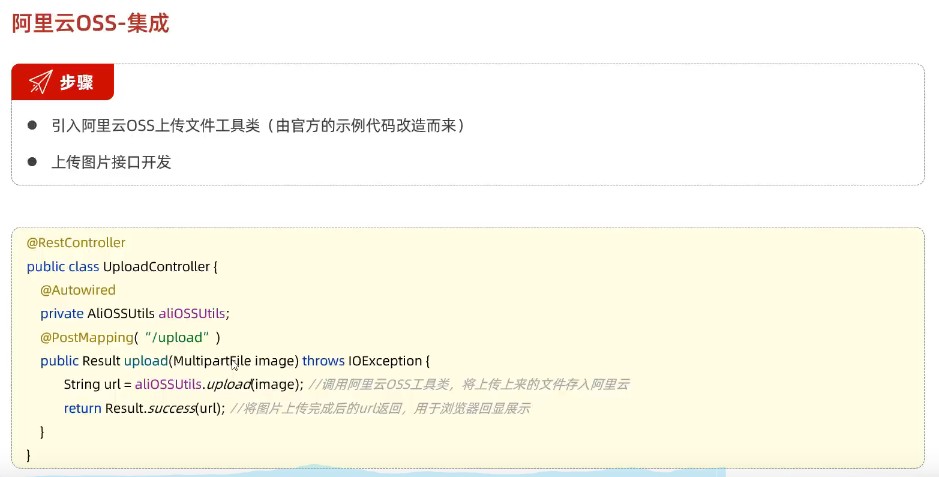 阿里云OSS-集成
步骤
● 引入阿里云OSS上传文件工具类（由官方的示例代码改造而来）
● 上传图片接口开发
@RestController
public class UploadController {
@Autowired
private AliOSSUtils aliOSSUtils;
@PostMapping(“/upload”)
public Result upload(MultipartFile image) throws IOException {
String url = aliOSSUtils.upload(image); //调用阿里云OSS工具类，将上传上来的文件存入阿里云
return Result.success(url); //将图片上传完成后的url返回，用于浏览器回显展示
}
}